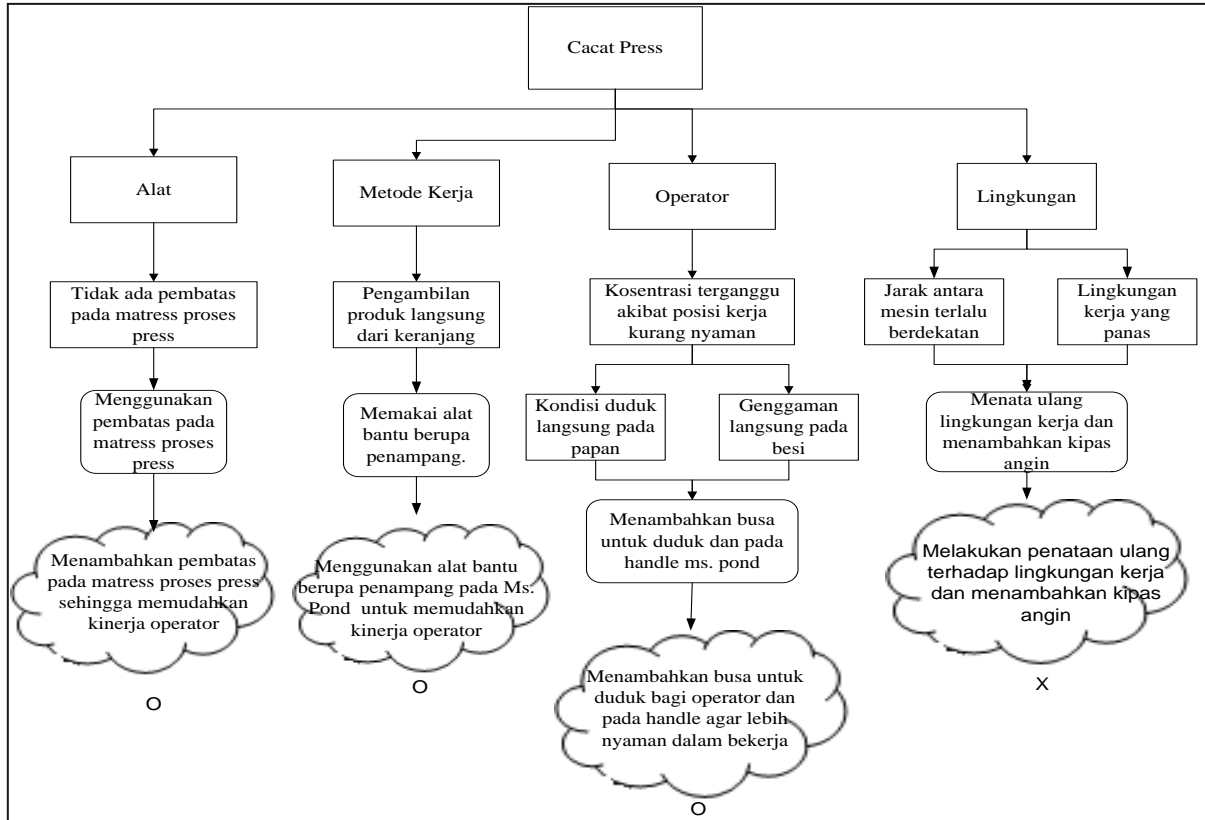 Cacat Press
Alat
Metode Kerja
Operator
Lingkungan
Tidak ada pembatas
pada matress proses
press
Pengambilan
produk langsung
dari keranjang
Kosentrasi terganggu
akibat posisi kerja
kurang nyaman
Jarak antara
mesin terlalu
berdekatan
Lingkungan
kerja yang
panas
Menggunakan
pembatas pada
matress proses
press
Memakai alat
bantu berupa
penampang.
Kondisi duduk
langsung pada
papan
Genggaman
langsung pada
besi
Menata ulang
lingkungan kerja dan
menambahkan kipas
angin
Menambahkan busa
untuk duduk dan pada
handle ms. pond
Menambahkan pembatas
pada matress proses press
sehingga memudahkan
kinerja operator
O
Menggunakan alat bantu
berupa penampang pada Ms.
Pond untuk memudahkan
kinerja operator
O
Menambahkan busa untuk
duduk bagi operator dan
pada handle agar lebih
nyaman dalam bekerja
O
Melakukan penataan ulang
terhadap lingkungan kerja
dan menambahkan kipas
angin
X